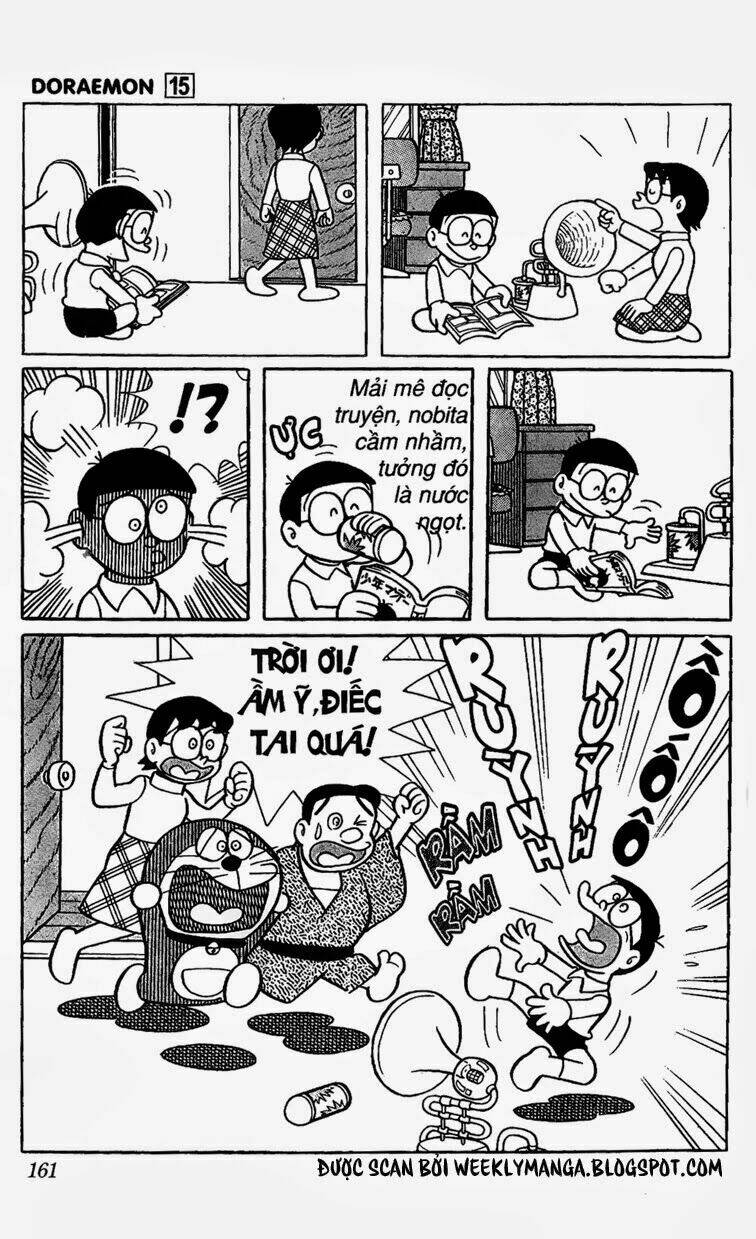 DORAEMON 15
!?
ỰC
Mải mê đọc
truyện, nobita
cầm nhầm,
tưởng đó
là nước
ngọt.
TRỜI ƠI!
ẦM Ỹ, ĐIẾC
TAI QUÁ!
RẦM
RẦM
RUỲNH
RUỲNH
Ồ Ô Ô Ô
161
ĐƯỢC SCAN BỞI WEEKLYMANGA.BLOGSPOT.COM